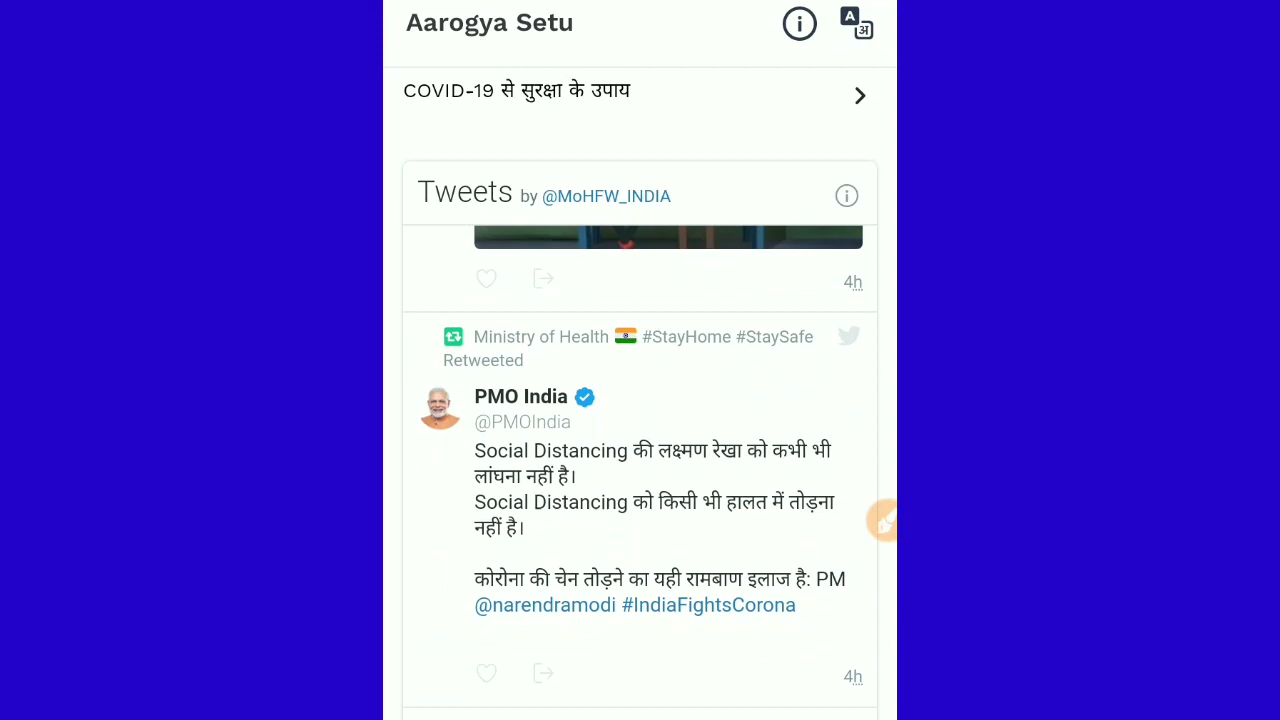 Aarogya Setu
A
अ
COVID-19 से सुरक्षा के उपाय
Tweets by @MoHFW_INDIA
4h
Ministry of Health #StayHome #StaySafe
Retweeted
PMO India
@PMOIndia
Social Distancing की लक्ष्मण रेखा को कभी भी
लांघना नहीं है।
Social Distancing को किसी भी हालत में तोड़ना
नहीं है।
कोरोना की चेन तोड़ने का यही रामबाण इलाज है: PM
@narendramodi #IndiaFightsCorona
4h